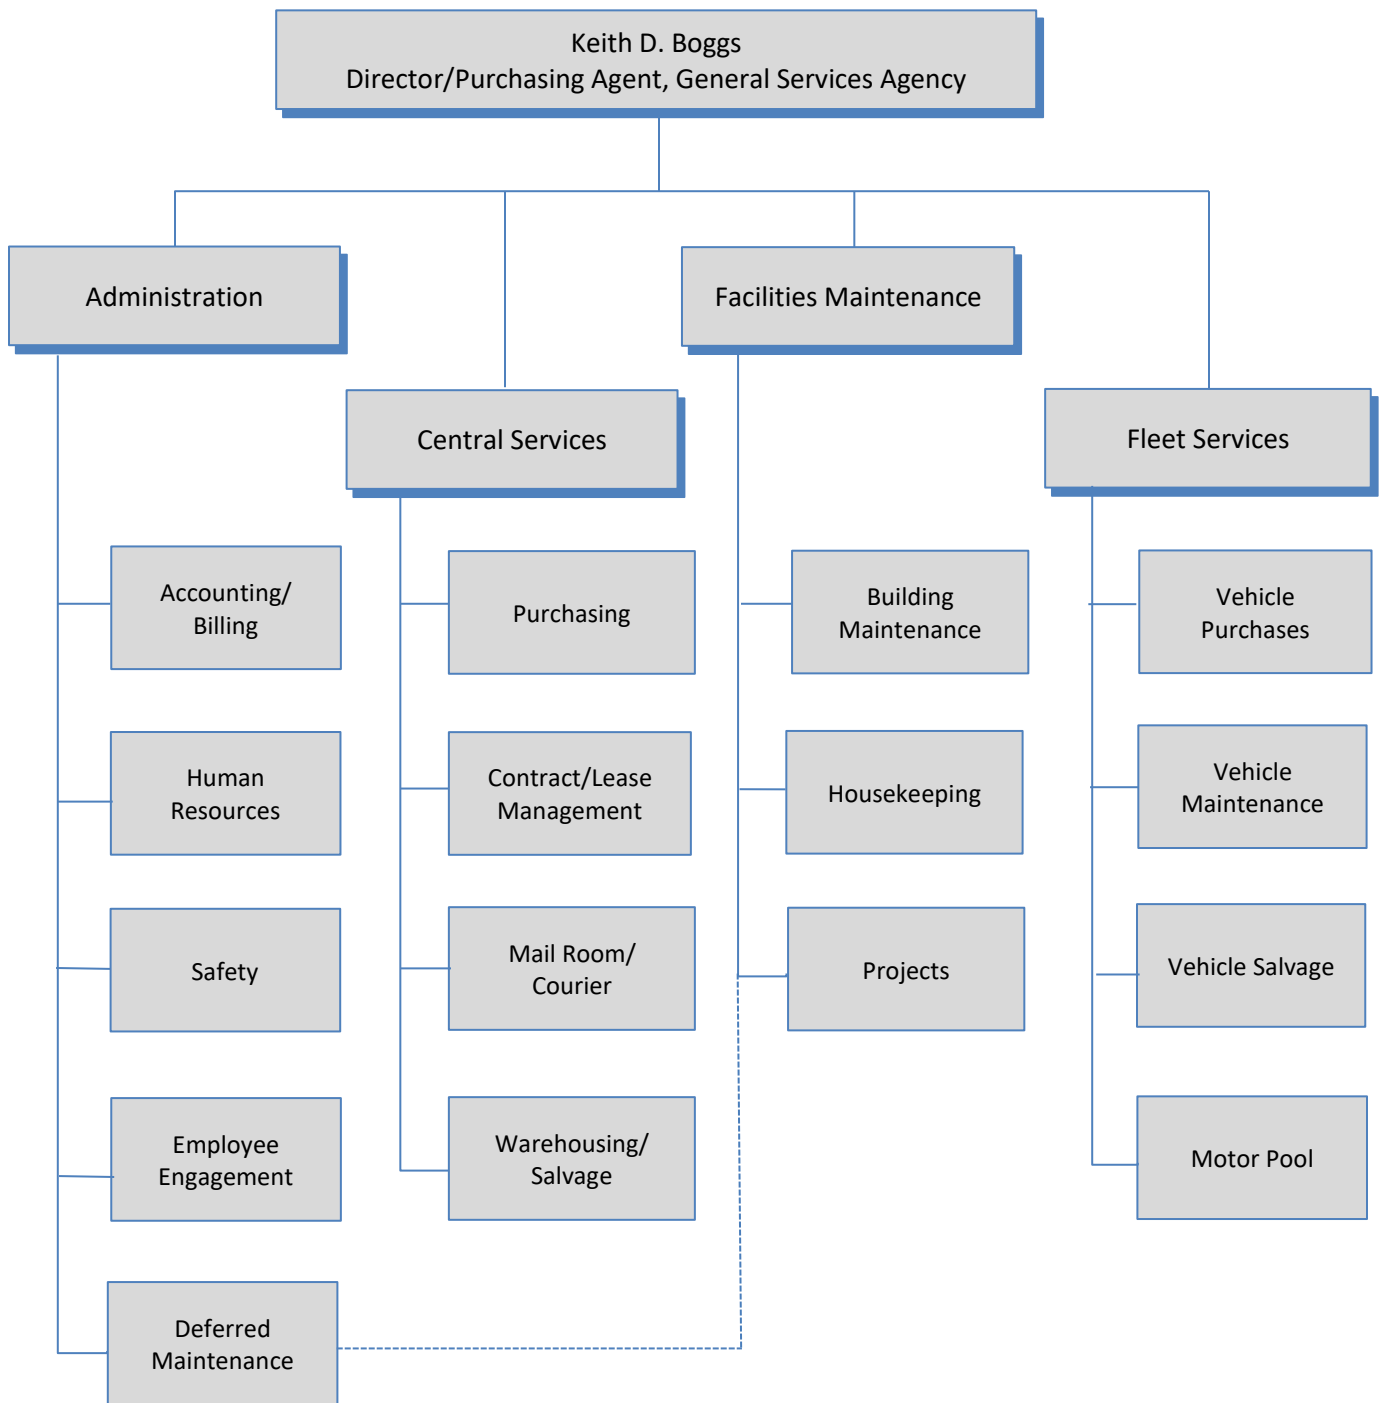 Keith D. Boggs
Director/Purchasing Agent, General Services Agency
Administration
Facilities Maintenance
Central Services
Fleet Services
Accounting/
Billing
Purchasing
Building
Maintenance
Vehicle
Purchases
Human
Resources
Contract/Lease
Management
Housekeeping
Vehicle
Maintenance
Safety
Mail Room/
Courier
Projects
Vehicle Salvage
Employee
Engagement
Warehousing/
Salvage
Motor Pool
Deferred
Maintenance